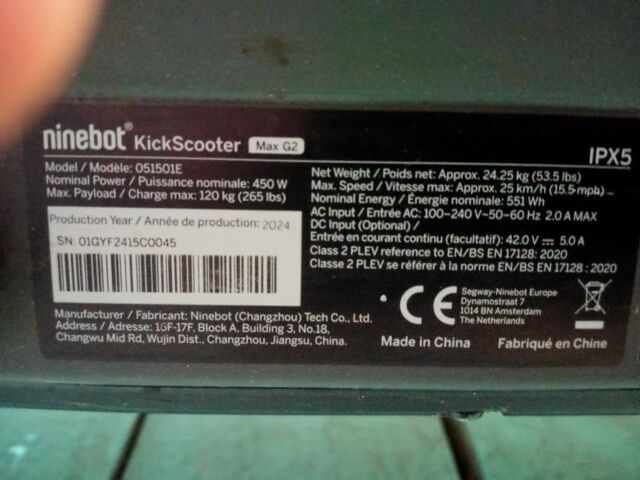 ninebot® KickScooter Max G2
IPX5
Model / Modèle: 051501E
Nominal Power / Puissance nominale: 450 W
Max. Payload / Charge max: 120 kg (265 lbs)
Production Year / Année de production: 2024
SN: 01GYF2415C0045
Manufacturer / Fabricant: Ninebot (Changzhou) Tech Co., Ltd.
Address / Adresse: 16F-17F, Block A, Building 3, No.18,
Changwu Mid Rd, Wujin Dist., Changzhou, Jiangsu, China.
Net Weight / Poids net: Approx. 24.25 kg (53.5 lbs)
Max. Speed / Vitesse max: Approx. 25 km/h (15.5mph)
Nominal Energy / Énergie nominale: 551 Wh
AC Input / Entrée AC: 100-240 V~50-60 Hz 2.0 A MAX
DC Input (Optional) /
Entrée en courant continu (facultatif): 42.0 V ⎓ 5.0 A
Class 2 PLEV reference to EN/BS EN 17128: 2020
Classe 2 PLEV se référer à la norme EN/BS EN 17128 : 2020
CE
Segway-Ninebot Europe
Dynamostraat 7
1014 BN Amsterdam
The Netherlands
Made in China
Fabriqué en Chine